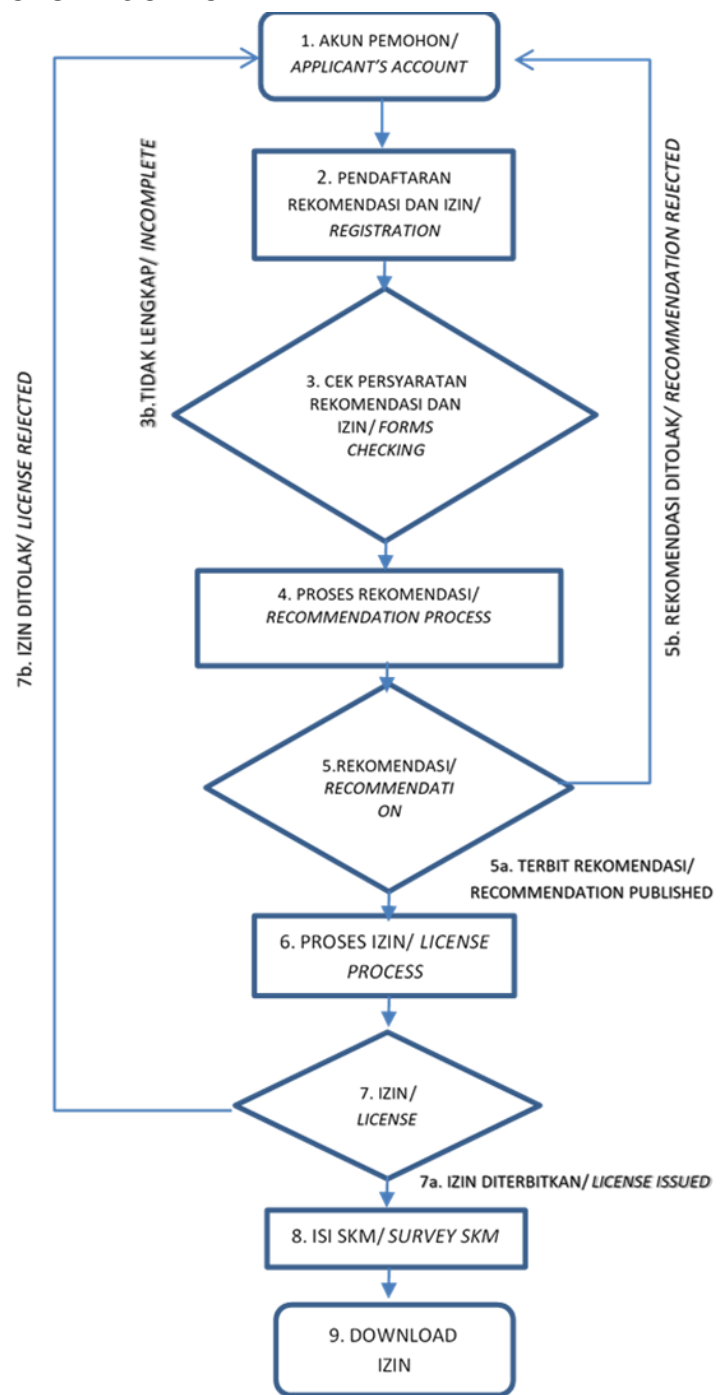 1. AKUN PEMOHON/
APPLICANT'S ACCOUNT
2. PENDAFTARAN
REKOMENDASI DAN IZIN/
REGISTRATION
3b.TIDAK LENGKAP/ INCOMPLETE
3. CEK PERSYARATAN
REKOMENDASI DAN
IZIN/ FORMS
CHECKING
7b. IZIN DITOLAK/ LICENSE REJECTED
5b. REKOMENDASI DITOLAK/ RECOMMENDATION REJECTED
4. PROSES REKOMENDASI/
RECOMMENDATION PROCESS
5.REKOMENDASI/
RECOMMENDATI
ON
5a. TERBIT REKOMENDASI/
RECOMMENDATION PUBLISHED
6. PROSES IZIN/ LICENSE
PROCESS
7. IZIN/
LICENSE
7a. IZIN DITERBITKAN/ LICENSE ISSUED
8. ISI SKM/ SURVEY SKM
9. DOWNLOAD
IZIN